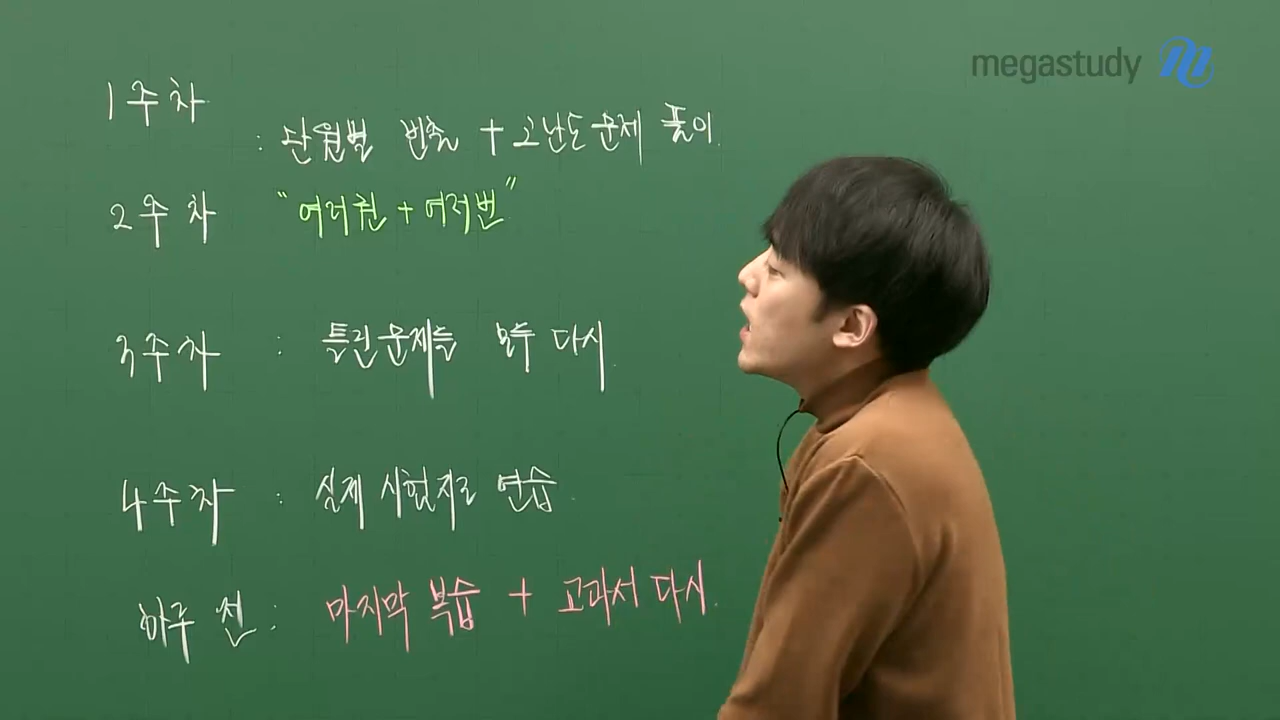 megastudy
1주차
: 단원별 빈출 + 고난도 문제 풀이.
2주차 "여러권 + 여러번"
3주차 : 틀린 문제들 모두 다시.
4주차 : 실제 시험지로 연습.
하루 전 : 마지막 복습 + 교과서 다시.